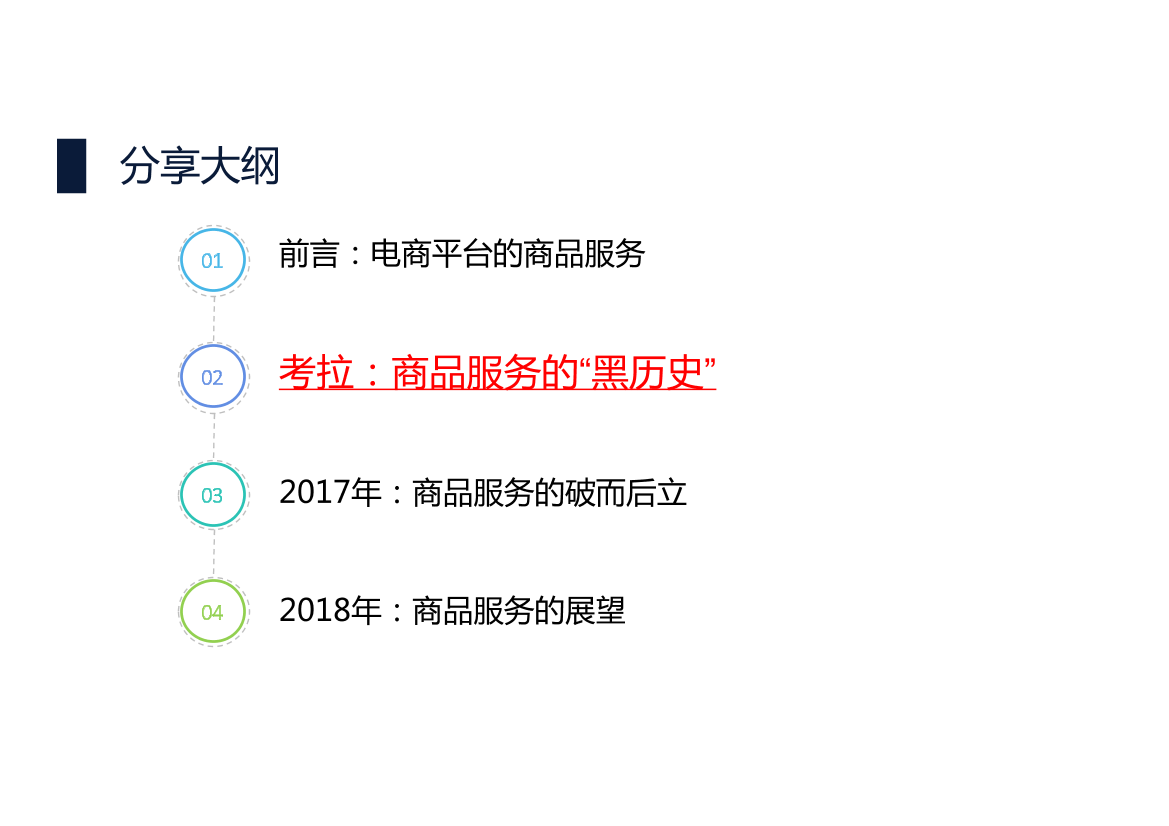 分享大纲
01
前言：电商平台的商品服务
02
考拉：商品服务的“黑历史”
03
2017年：商品服务的破而后立
04
2018年：商品服务的展望